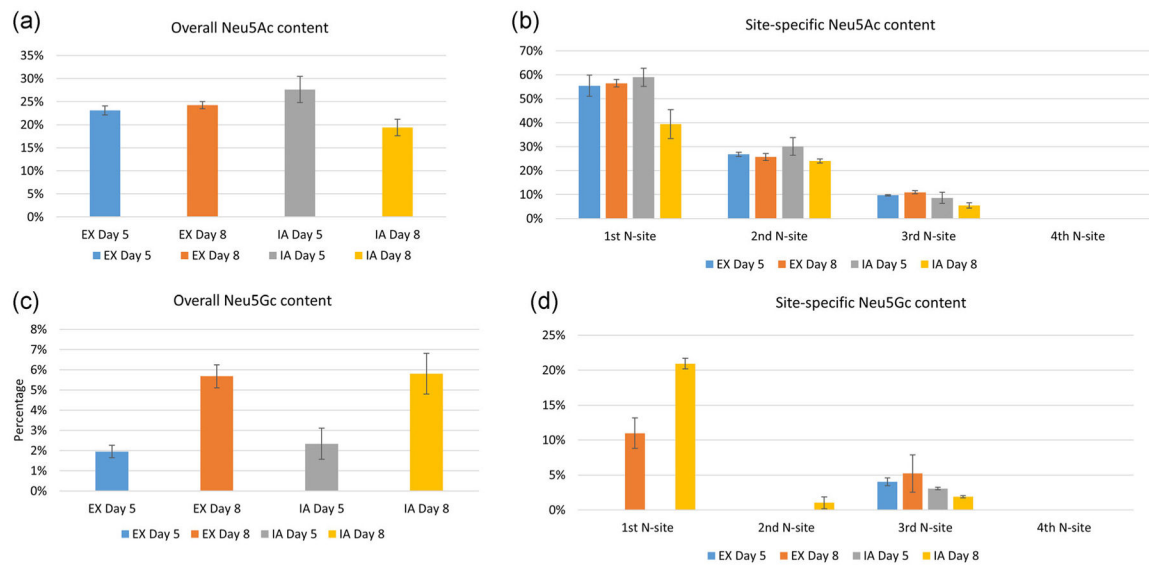 (a)
Overall Neu5Ac content
35%
30%
25%
20%
15%
10%
5%
0%
EX Day 5 EX Day 8 IA Day 5 IA Day 8
EX Day 5 EX Day 8 IA Day 5 IA Day 8
(b)
Site-specific Neu5Ac content
70%
60%
50%
40%
30%
20%
10%
0%
1st N-site 2nd N-site 3rd N-site 4th N-site
EX Day 5 EX Day 8 IA Day 5 IA Day 8
(c)
Overall Neu5Gc content
Percentage
8%
7%
6%
5%
4%
3%
2%
1%
0%
EX Day 5 EX Day 8 IA Day 5 IA Day 8
EX Day 5 EX Day 8 IA Day 5 IA Day 8
(d)
Site-specific Neu5Gc content
25%
20%
15%
10%
5%
0%
1st N-site 2nd N-site 3rd N-site 4th N-site
EX Day 5 EX Day 8 IA Day 5 IA Day 8